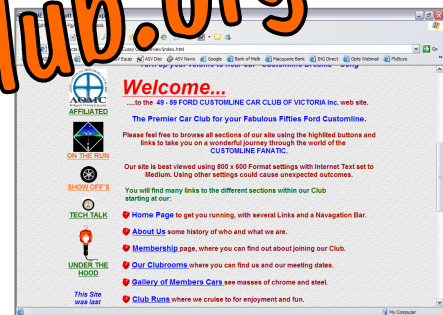 lub.org
ASV Disc
ASV News
Google
Bank of Melb
Macquarie Bank
ING Direct
Optus Webmail
FlyBuys
Go
AOMC
AFFILIATED
ON THE RUN
SHOW OFF'S
TECH TALK
UNDER THE
HOOD
This Site
was last
Welcome...
....to the 49 - 59 FORD CUSTOMLINE CAR CLUB OF VICTORIA Inc. web site.
The Premier Car Club for your Fabulous Fifties Ford Customline.
Please feel free to browse all sections of our site using the highlited buttons and
links to take you on a wonderful journey through the world of the
CUSTOMLINE FANATIC.
Our site is best viewed using 800 x 600 Format settings with Internet Text set to
Medium. Using other settings could cause unexpected outcomes.
You will find many links to the different sections within our Club
starting at our:
Home Page to get you running, with several Links and a Navagation Bar.
About Us some history of who and what we are.
Membership page, where you can find out about joining our Club.
Our Clubrooms where you can find us and our meeting dates.
Gallery of Members Cars see masses of chrome and steel.
Club Runs where we cruise to for enjoyment and fun.
My Computer